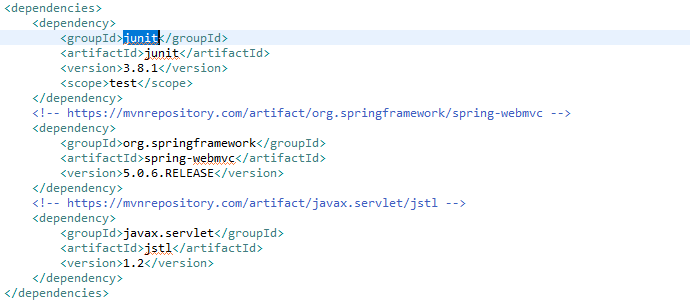 <dependencies>
<dependency>
<groupId>junit</groupId>
<artifactId>junit</artifactId>
<version>3.8.1</version>
<scope>test</scope>
</dependency>
<!-- https://mvnrepository.com/artifact/org.springframework/spring-webmvc -->
<dependency>
<groupId>org.springframework</groupId>
<artifactId>spring-webmvc</artifactId>
<version>5.0.6.RELEASE</version>
</dependency>
<!-- https://mvnrepository.com/artifact/javax.servlet/jstl -->
<dependency>
<groupId>javax.servlet</groupId>
<artifactId>jstl</artifactId>
<version>1.2</version>
</dependency>
</dependencies>